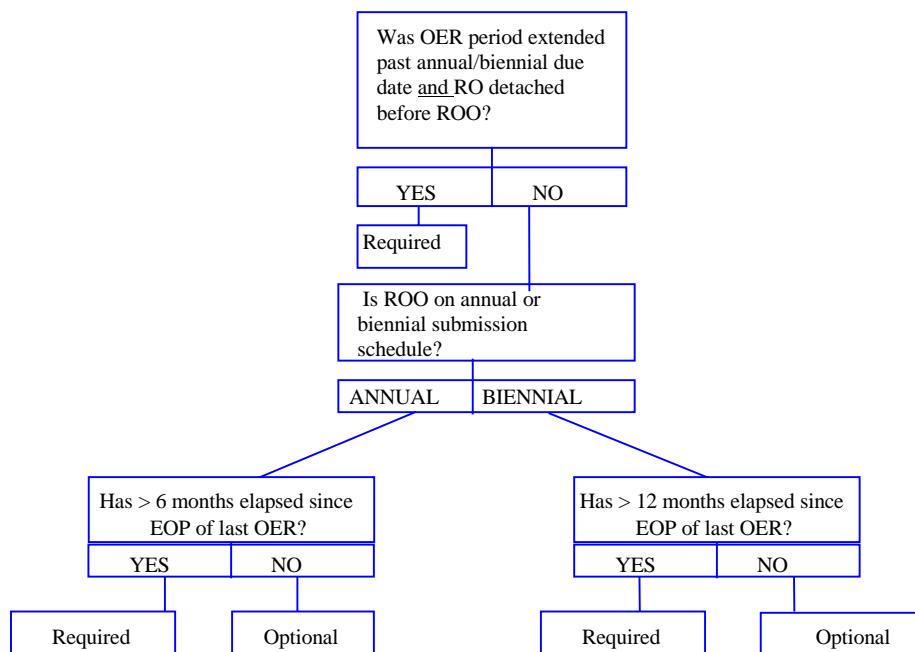 Was OER period extended
past annual/biennial due
date and RO detached
before ROO?
YES NO
Required
Is ROO on annual or
biennial submission
schedule?
ANNUAL BIENNIAL
Has > 6 months elapsed since
EOP of last OER?
YES NO
Required Optional
Has > 12 months elapsed since
EOP of last OER?
YES NO
Required Optional